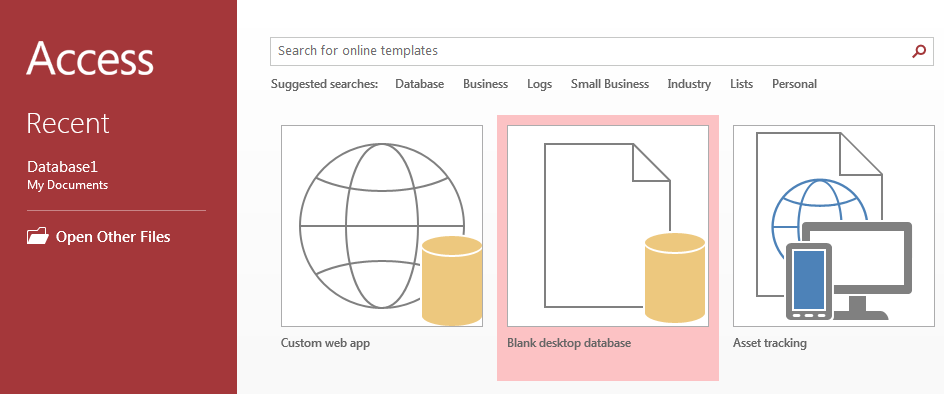 Access
Recent
Database1
My Documents
Open Other Files
Search for online templates
Suggested searches: Database Business Logs Small Business Industry Lists Personal
Custom web app
Blank desktop database
Asset tracking